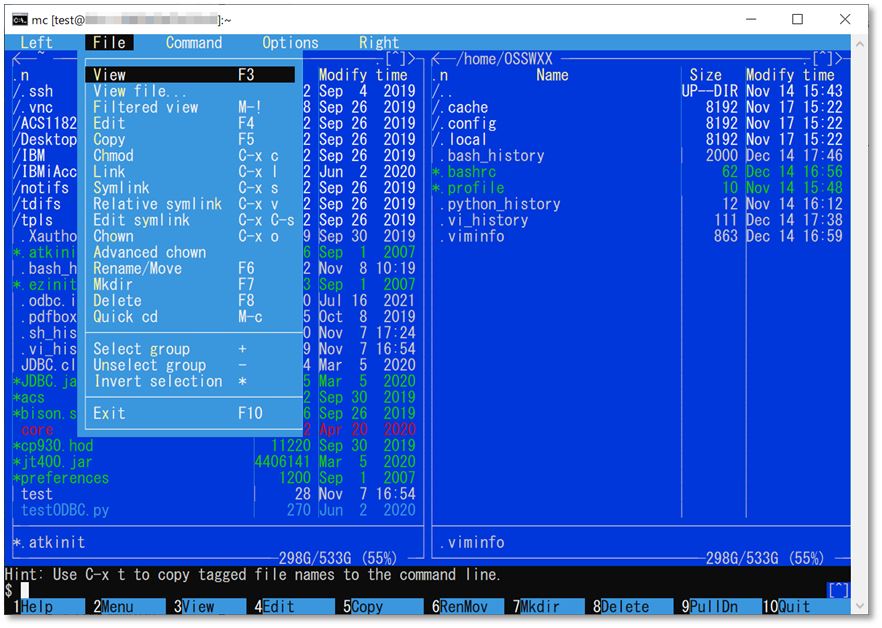 mc [test@ ]:~
Left File Command Options Right
<─ ~ .[^]>
.n Modify time
/.ssh 2 Sep 4 2019
/.vnc 8 Sep 26 2019
/ACS1182 2 Sep 26 2019
/Desktop 2 Sep 26 2019
/IBM 2 Sep 26 2019
/IBMiAcc 2 Jun 2 2020
/notifs 2 Sep 26 2019
/tdifs 2 Sep 26 2019
/tpls 2 Sep 26 2019
.Xautho 9 Sep 30 2019
*.atkini 6 Sep 1 2007
.bash_h 2 Nov 8 10:19
*.ezinit 3 Sep 1 2007
.odbc.i 0 Jul 16 2021
.pdfbox 5 Oct 8 2019
.sh_his 0 Nov 7 17:24
.vi_his 9 Nov 7 16:54
JDBC.cl 4 Mar 5 2020
*JDBC.ja 5 Mar 5 2020
*acs 2 Sep 30 2019
*bison.s 6 Sep 26 2019
core 2 Apr 20 2020
*cp930.hod 11220 Sep 30 2019
*jt400.jar 4406141 Mar 5 2020
*preferences 1200 Sep 1 2007
test 28 Nov 7 16:54
testODBC.py 270 Jun 2 2020
*.atkinit
298G/533G (55%)
View F3
View file...
Filtered view M-!
Edit F4
Copy F5
Chmod C-x c
Link C-x l
Symlink C-x s
Relative symlink C-x v
Edit symlink C-x C-s
Chown C-x o
Advanced chown
Rename/Move F6
Mkdir F7
Delete F8
Quick cd M-c
Select group +
Unselect group -
Invert selection *
Exit F10
<─ /home/OSSWXX .[^]>
.n Name Size Modify time
/.. UP--DIR Nov 14 15:43
/.cache 8192 Nov 17 15:22
/.config 8192 Nov 17 15:22
/.local 8192 Nov 17 15:22
.bash_history 2000 Dec 14 17:46
*.bashrc 62 Dec 14 16:56
*.profile 10 Nov 14 15:48
.python_history 12 Nov 14 16:12
.vi_history 111 Dec 14 17:38
.viminfo 863 Dec 14 16:59
.viminfo
298G/533G (55%)
Hint: Use C-x t to copy tagged file names to the command line.
$ [^]
1Help 2Menu 3View 4Edit 5Copy 6RenMov 7Mkdir 8Delete 9PullDn 10Quit